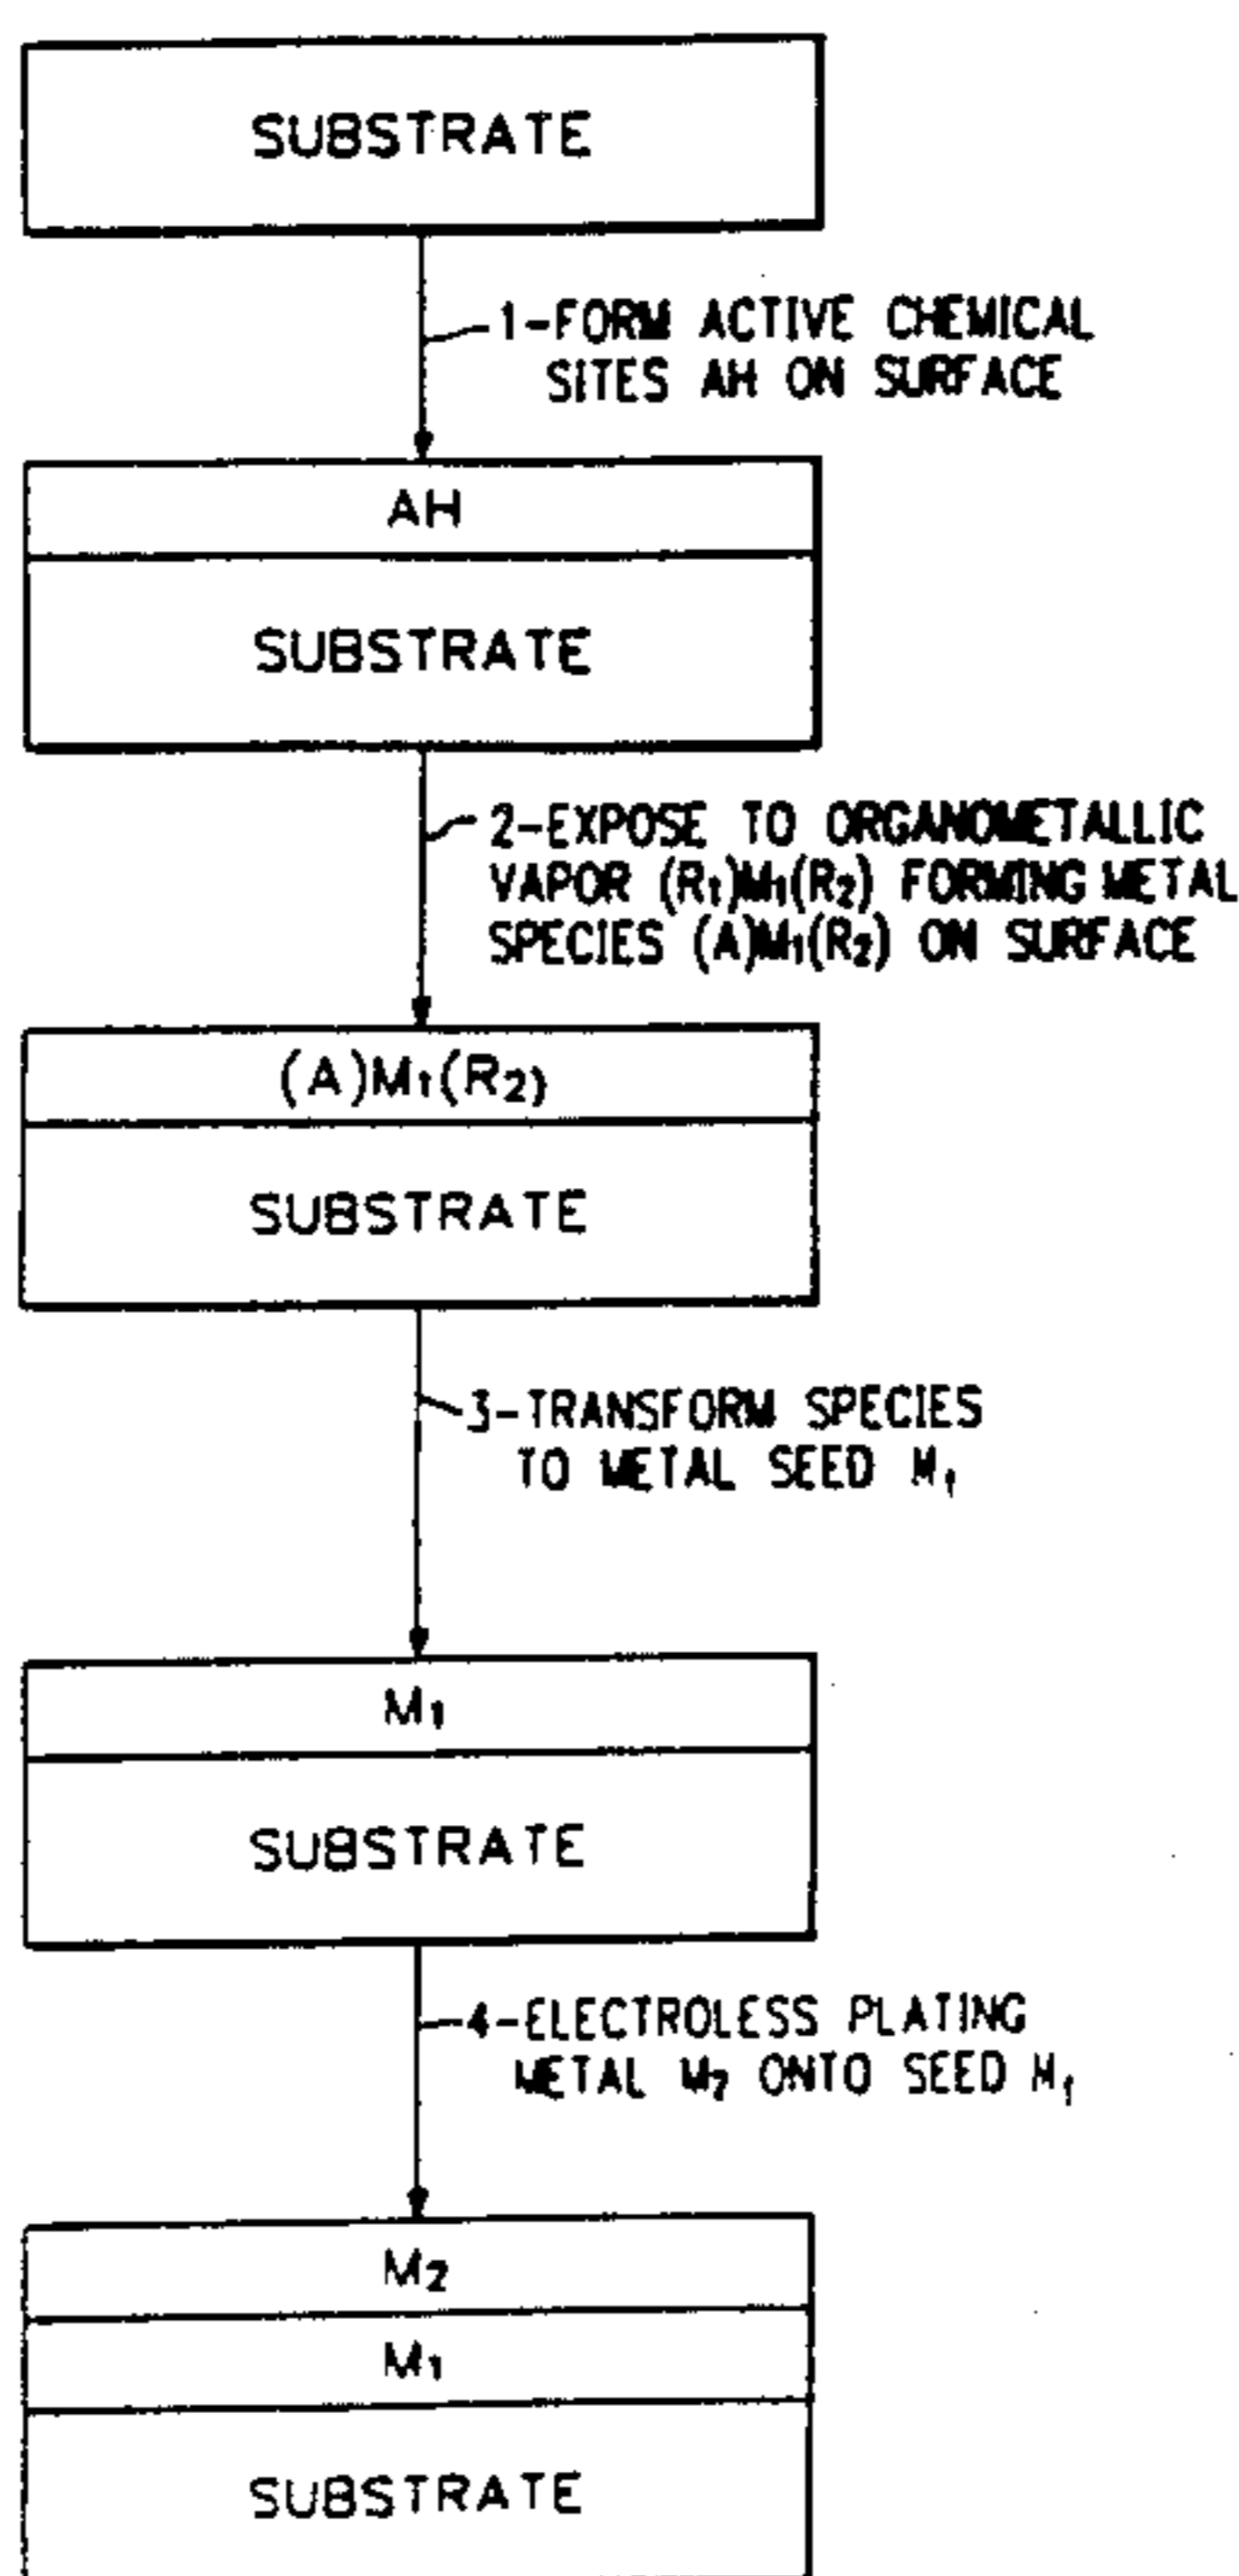 SUBSTRATE
1-FORM ACTIVE CHEMICAL
SITES AH ON SURFACE
AH
SUBSTRATE
2-EXPOSE TO ORGANOMETALLIC
VAPOR (R₁)M₁(R₂) FORMING METAL
SPECIES (A)M₁(R₂) ON SURFACE
(A)M₁(R₂)
SUBSTRATE
3-TRANSFORM SPECIES
TO METAL SEED M₁
M₁
SUBSTRATE
4-ELECTROLESS PLATING
METAL M₂ ONTO SEED M₁
M₂
M₁
SUBSTRATE